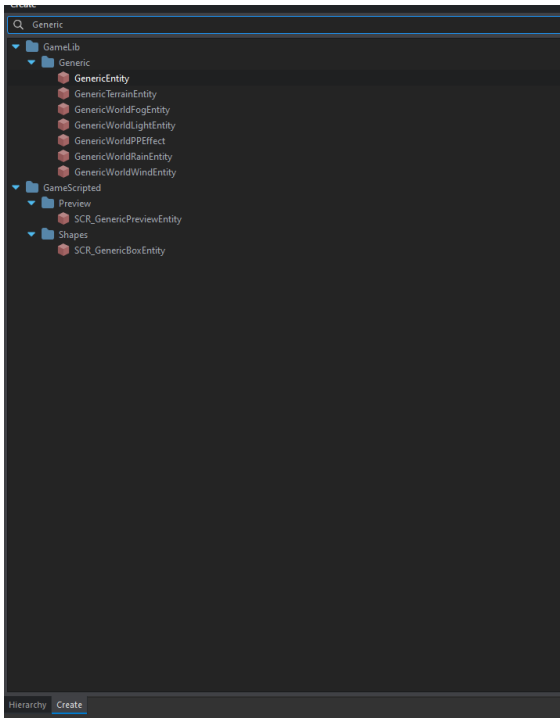 Create
Generic
GameLib
Generic
GenericEntity
GenericTerrainEntity
GenericWorldFogEntity
GenericWorldLightEntity
GenericWorldPPEffect
GenericWorldRainEntity
GenericWorldWindEntity
GameScripted
Preview
SCR_GenericPreviewEntity
Shapes
SCR_GenericBoxEntity
Hierarchy Create